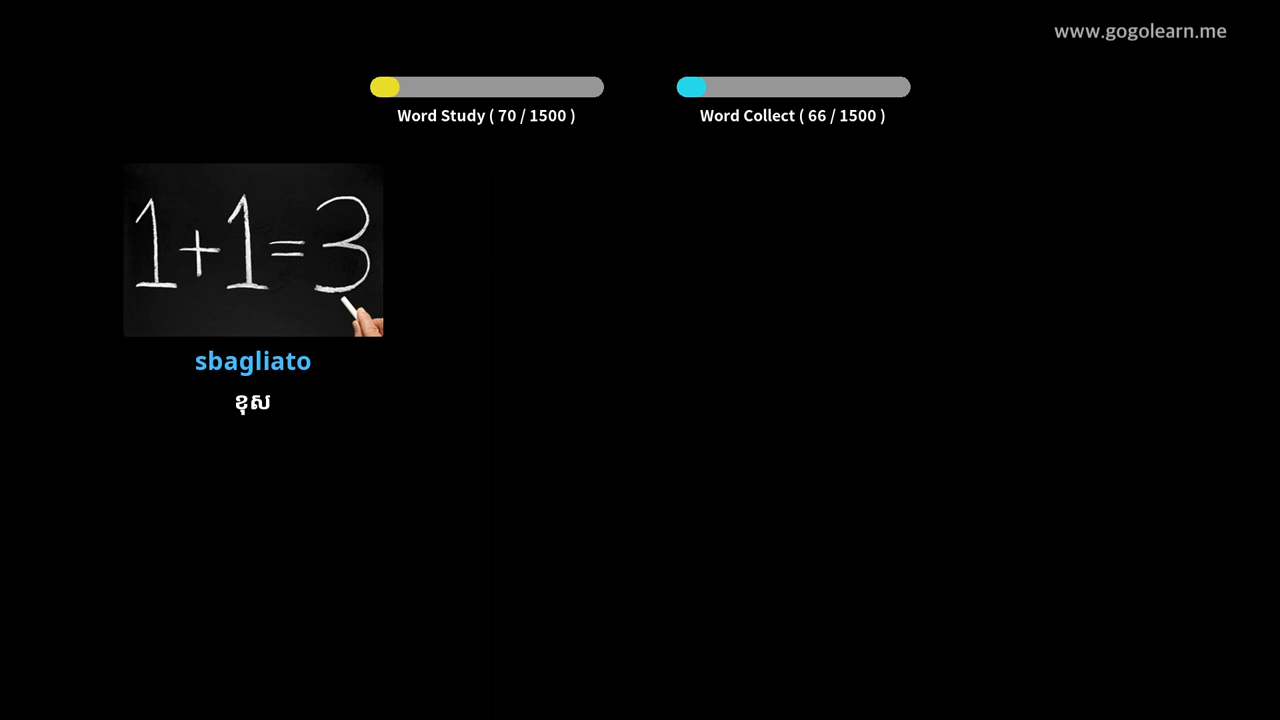 www.gogolearn.me
Word Study ( 70 / 1500 )
Word Collect ( 66 / 1500 )
1+1=3
sbagliato
ខុស